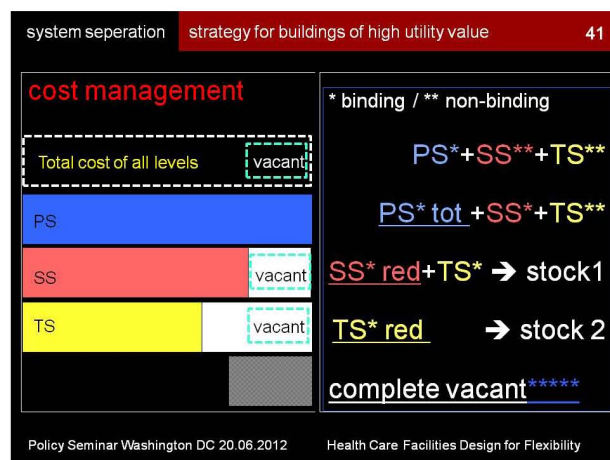 system seperation
strategy for buildings of high utility value
41
cost management
Total cost of all levels
vacant
PS
SS
vacant
TS
vacant
* binding / ** non-binding
PS*+SS**+TS**
PS* tot +SS*+TS**
SS* red+TS* ➔ stock1
TS* red ➔ stock 2
complete vacant*****
Policy Seminar Washington DC 20.06.2012
Health Care Facilities Design for Flexibility